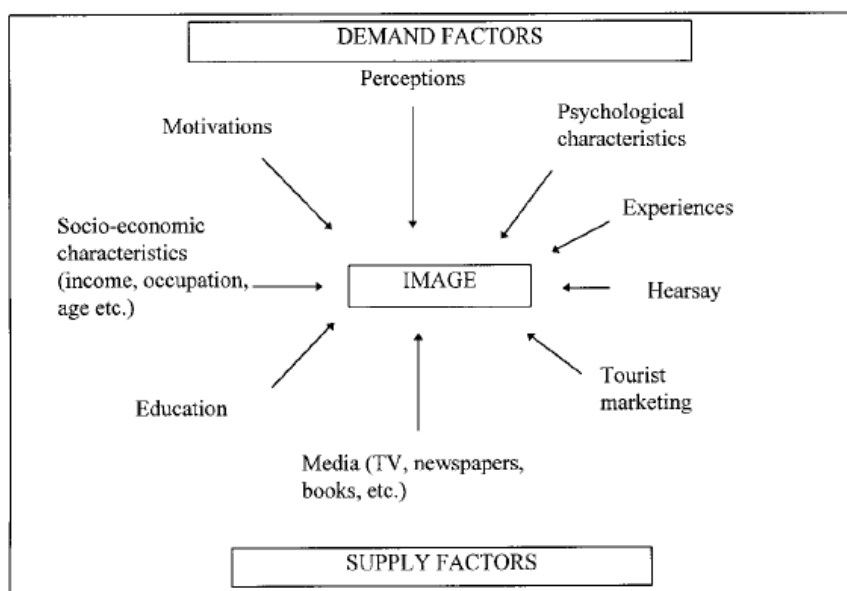 DEMAND FACTORS
Perceptions
Psychological
characteristics
Motivations
Experiences
Socio-economic
characteristics
(income, occupation,
age etc.)
IMAGE
Hearsay
Tourist
marketing
Education
Media (TV, newspapers,
books, etc.)
SUPPLY FACTORS